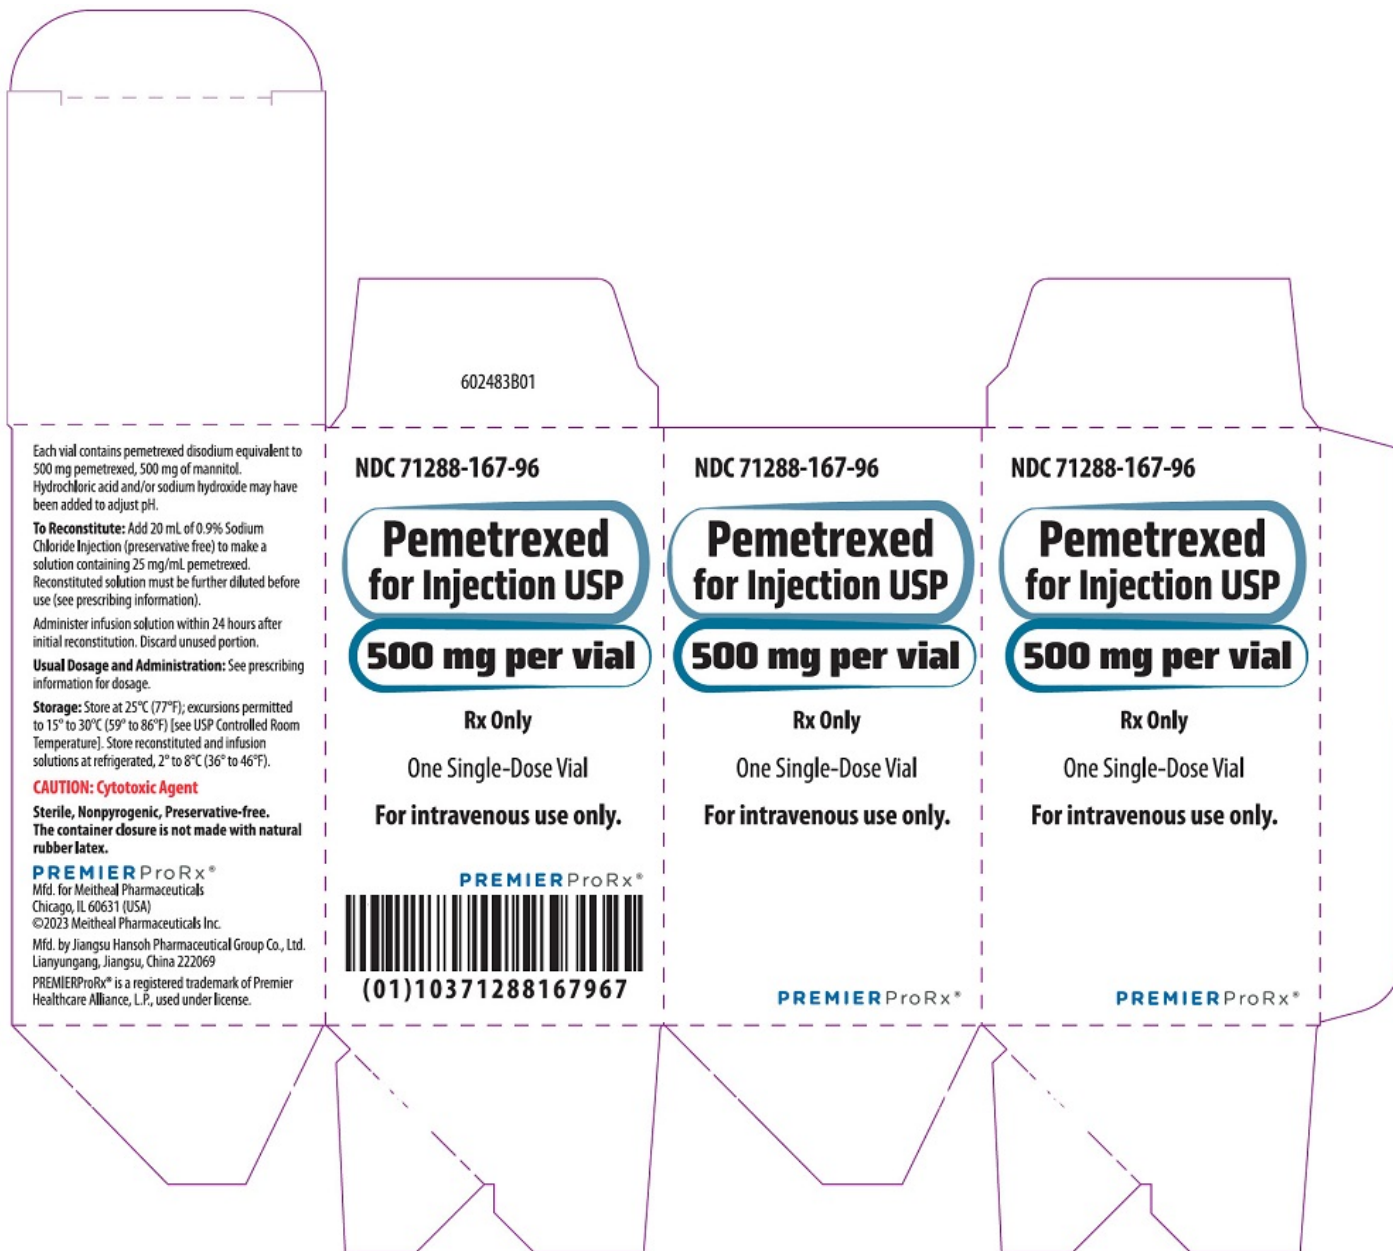 602483B01
Each vial contains pemetrexed disodium equivalent to
500 mg pemetrexed, 500 mg of mannitol.
Hydrochloric acid and/or sodium hydroxide may have
been added to adjust pH.
To Reconstitute: Add 20 mL of 0.9% Sodium
Chloride Injection (preservative free) to make a
solution containing 25 mg/mL pemetrexed.
Reconstituted solution must be further diluted before
use (see prescribing information).
Administer infusion solution within 24 hours after
initial reconstitution. Discard unused portion.
Usual Dosage and Administration: See prescribing
information for dosage.
Storage: Store at 25°C (77°F); excursions permitted
to 15° to 30°C (59° to 86°F) [see USP Controlled Room
Temperature]. Store reconstituted and infusion
solutions at refrigerated, 2° to 8°C (36° to 46°F).
CAUTION: Cytotoxic Agent
Sterile, Nonpyrogenic, Preservative-free.
The container closure is not made with natural
rubber latex.
PREMIERProRx®
Mfd. for Meitheal Pharmaceuticals
Chicago, IL 60631 (USA)
©2023 Meitheal Pharmaceuticals Inc.
Mfd. by Jiangsu Hansoh Pharmaceutical Group Co., Ltd.
Lianyungang, Jiangsu, China 222069
PREMIERProRx® is a registered trademark of Premier
Healthcare Alliance, L.P., used under license.
NDC 71288-167-96
Pemetrexed
for Injection USP
500 mg per vial
Rx Only
One Single-Dose Vial
For intravenous use only.
PREMIERProRx®
(01)10371288167967
NDC 71288-167-96
Pemetrexed
for Injection USP
500 mg per vial
Rx Only
One Single-Dose Vial
For intravenous use only.
PREMIERProRx®
NDC 71288-167-96
Pemetrexed
for Injection USP
500 mg per vial
Rx Only
One Single-Dose Vial
For intravenous use only.
PREMIERProRx®